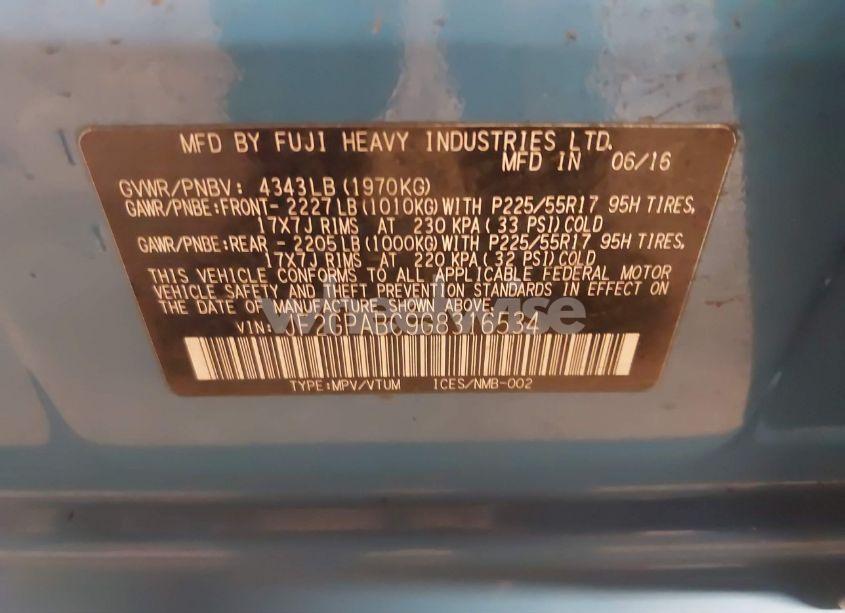 MFD BY FUJI HEAVY INDUSTRIES LTD.
MFD IN 06/16
GVWR/PNBV: 4343LB (1970KG)
GAWR/PNBE:FRONT- 2227LB (1010KG) WITH P225/55R17 95H TIRES,
17X7J RIMS AT 230 KPA (33 PSI) COLD
GAWR/PNBE:REAR - 2205LB (1000KG) WITH P225/55R17 95H TIRES,
17X7J RIMS AT 220 KPA (32 PSI) COLD
THIS VEHICLE CONFORMS TO ALL APPLICABLE FEDERAL MOTOR
VEHICLE SAFETY AND THEFT PREVENTION STANDARDS IN EFFECT ON
THE DATE OF MANUFACTURE SHOWN ABOVE.
VIN: JF2GPABC9G8316534
TYPE:MPV/VTUM ICES/NMB-002